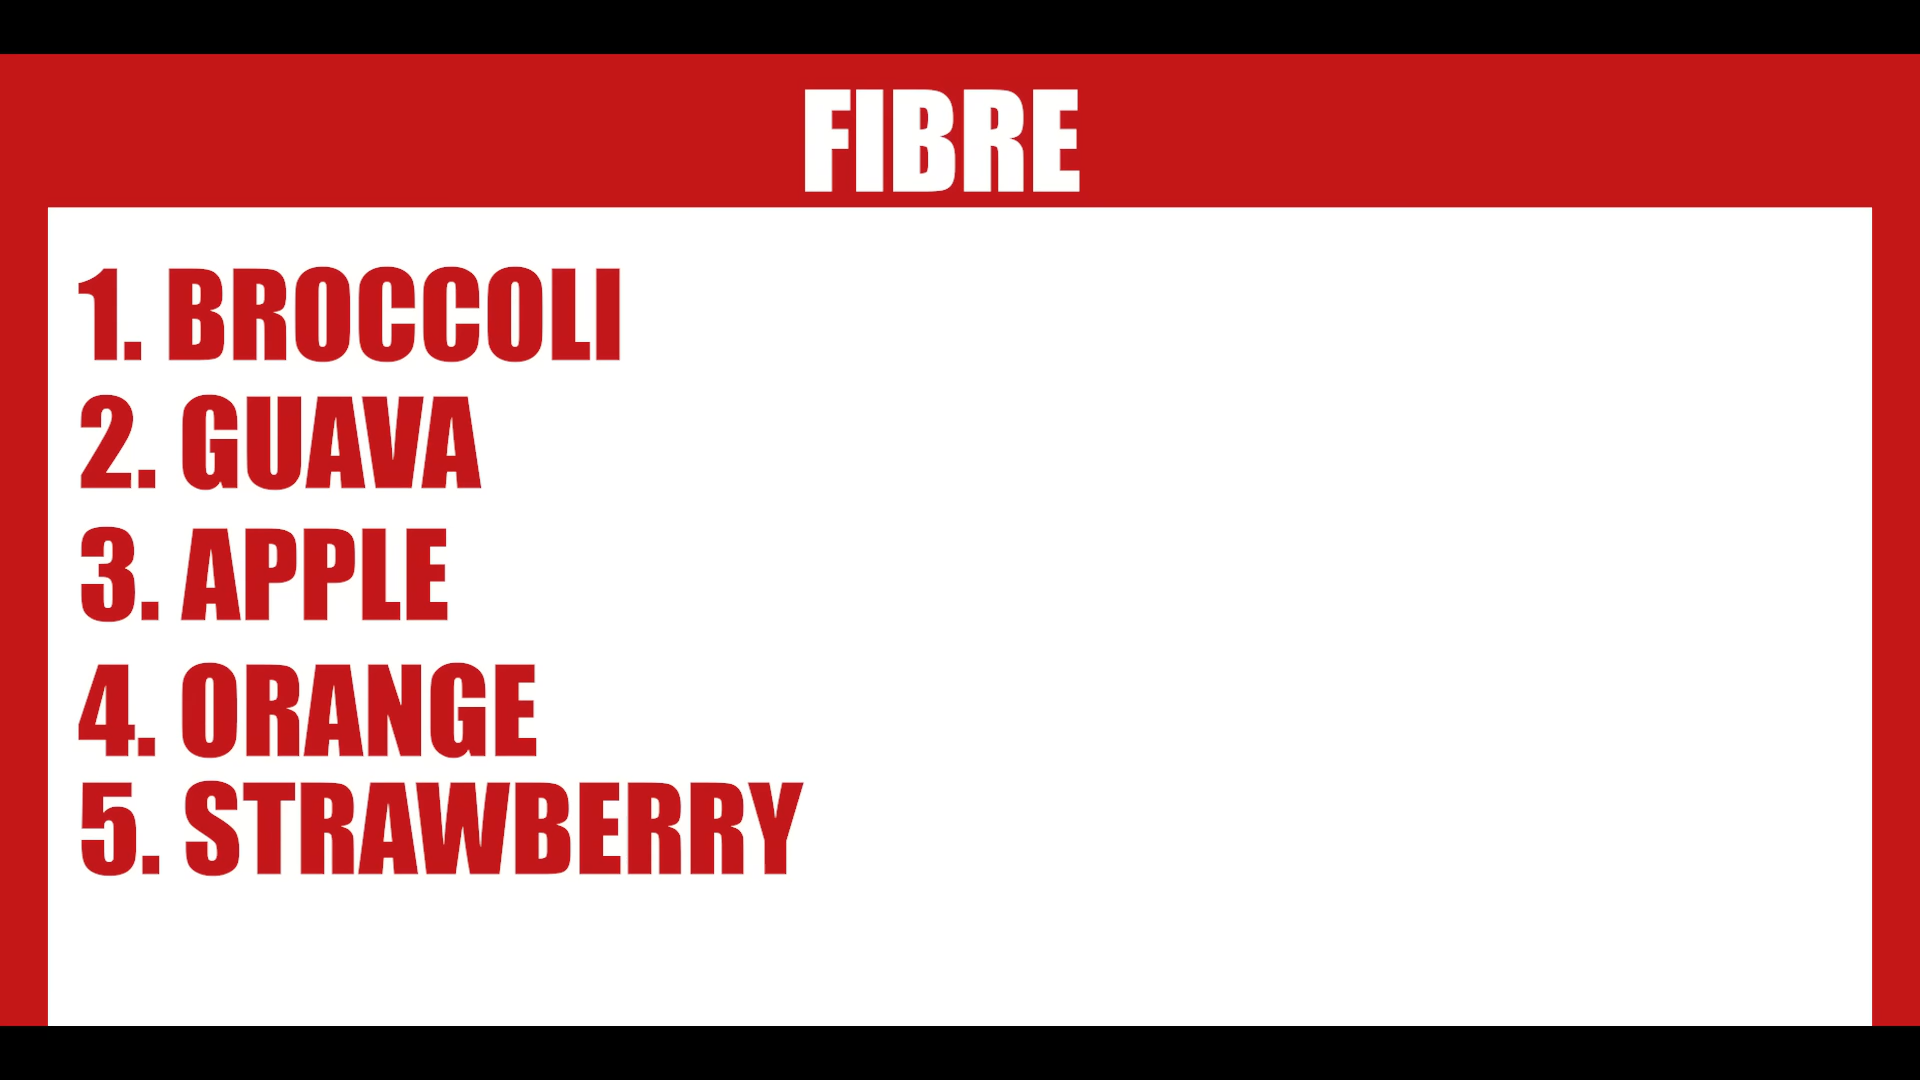 FIBRE
1. BROCCOLI
2. GUAVA
3. APPLE
4. ORANGE
5. STRAWBERRY